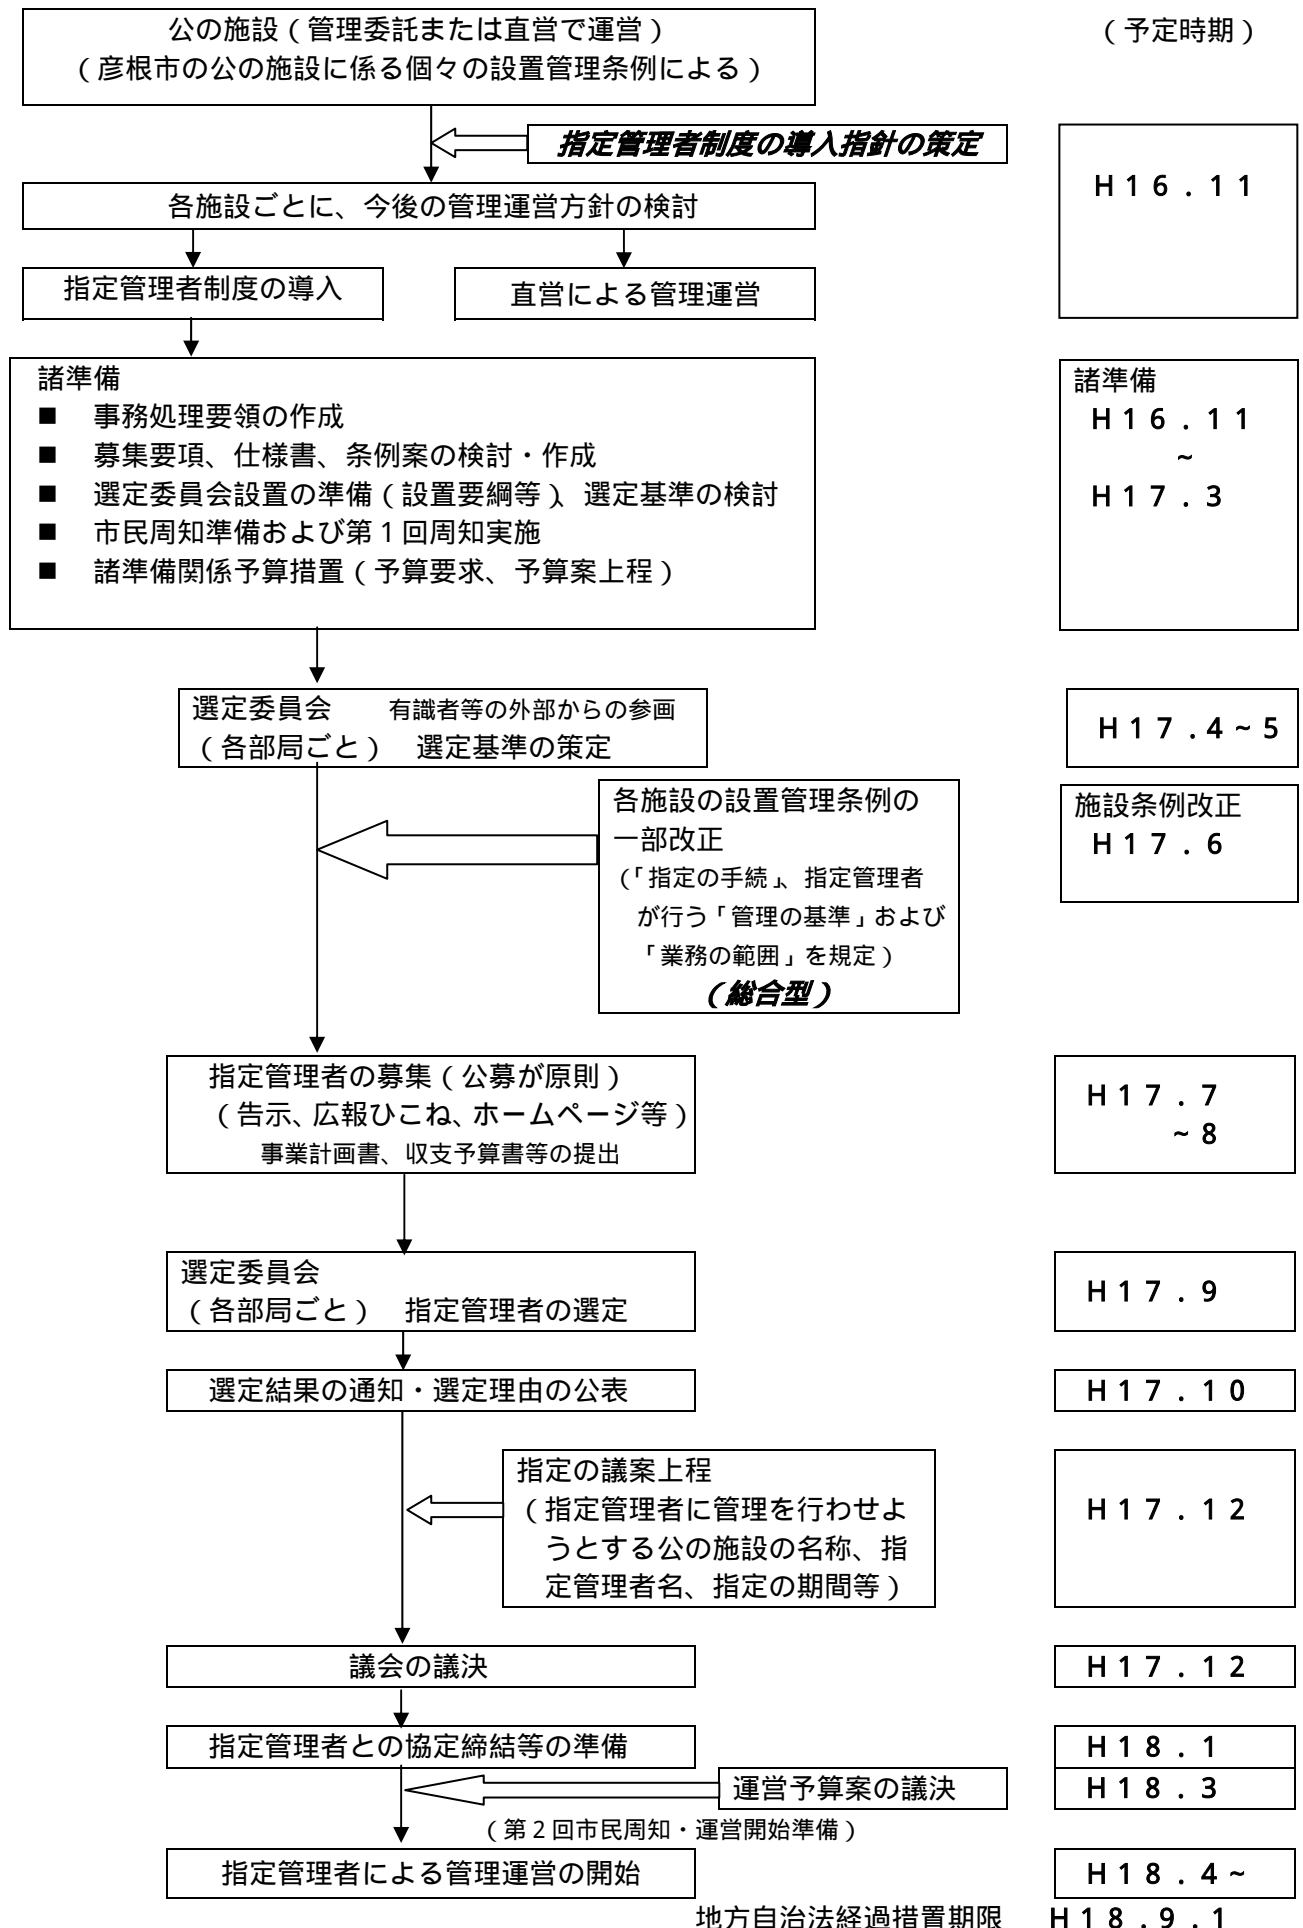 公の施設（管理委託または直営で運営）
（予定時期）
（彦根市の公の施設に係る個々の設置管理条例による）
指定管理者制度の導入指針の策定
Ｈ１６．１１
各施設ごとに、今後の管理運営方針の検討
指定管理者制度の導入
直営による管理運営
諸準備
■ 事務処理要領の作成
■ 募集要項、仕様書、条例案の検討・作成
■ 選定委員会設置の準備（設置要綱等）、選定基準の検討
■ 市民周知準備および第１回周知実施
■ 諸準備関係予算措置（予算要求、予算案上程）
諸準備
Ｈ１６．１１
～
Ｈ１７．３
選定委員会　　有識者等の外部からの参画
（各部局ごと）　選定基準の策定
Ｈ１７．４～５
各施設の設置管理条例の
一部改正
（「指定の手続」、指定管理者
が行う「管理の基準」および
「業務の範囲」を規定）
（総合型）
施設条例改正
Ｈ１７．６
指定管理者の募集（公募が原則）
（告示、広報ひこね、ホームページ等）
事業計画書、収支予算書等の提出
Ｈ１７．７
～８
選定委員会
（各部局ごと）　指定管理者の選定
Ｈ１７．９
選定結果の通知・選定理由の公表
Ｈ１７．１０
指定の議案上程
（指定管理者に管理を行わせよ
うとする公の施設の名称、指
定管理者名、指定の期間等）
Ｈ１７．１２
議会の議決
Ｈ１７．１２
指定管理者との協定締結等の準備
Ｈ１８．１
運営予算案の議決
Ｈ１８．３
（第２回市民周知・運営開始準備）
指定管理者による管理運営の開始
Ｈ１８．４～
地方自治法経過措置期限　Ｈ１８．９．１